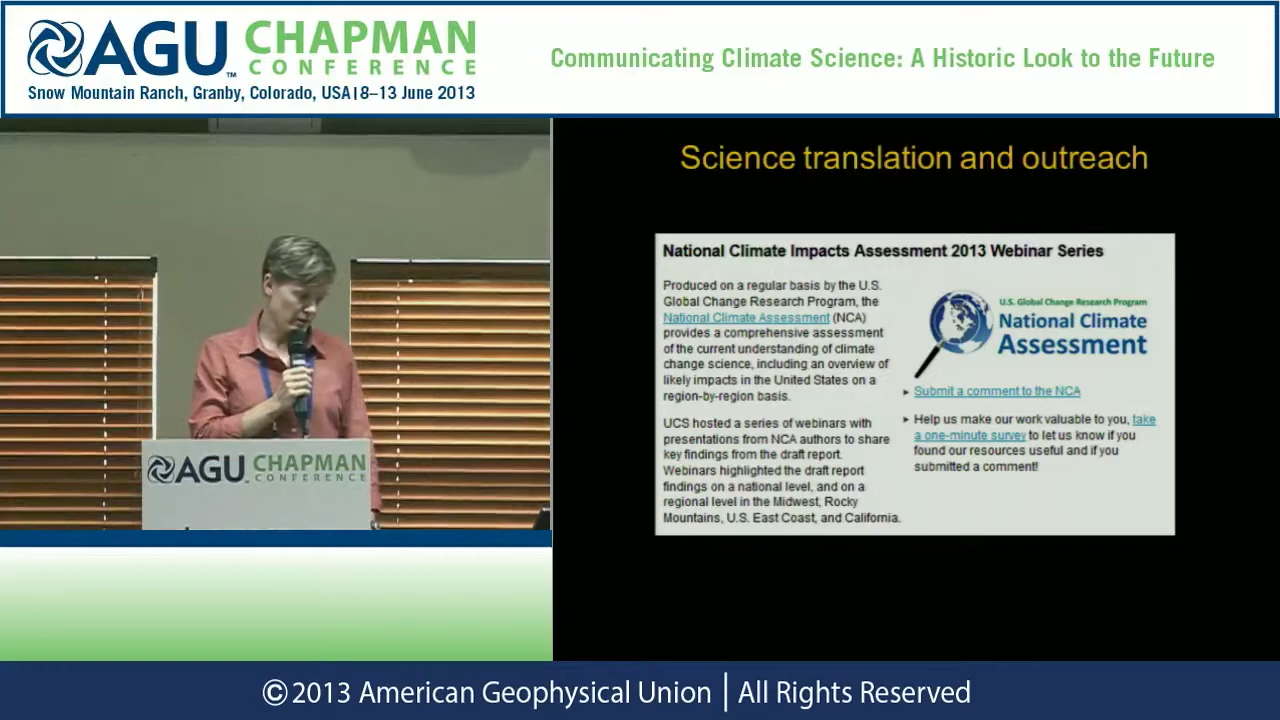 AGU CHAPMAN
™ CONFERENCE
Snow Mountain Ranch, Granby, Colorado, USA|8–13 June 2013
Communicating Climate Science: A Historic Look to the Future
Science translation and outreach
National Climate Impacts Assessment 2013 Webinar Series
Produced on a regular basis by the U.S.
Global Change Research Program, the
National Climate Assessment (NCA)
provides a comprehensive assessment
of the current understanding of climate
change science, including an overview of
likely impacts in the United States on a
region-by-region basis.
UCS hosted a series of webinars with
presentations from NCA authors to share
key findings from the draft report.
Webinars highlighted the draft report
findings on a national level, and on a
regional level in the Midwest, Rocky
Mountains, U.S. East Coast, and California.
U.S. Global Change Research Program
National Climate
Assessment
Submit a comment to the NCA
Help us make our work valuable to you, take
a one-minute survey to let us know if you
found our resources useful and if you
submitted a comment!
AGU CHAPMAN
CONFERENCE
©2013 American Geophysical Union | All Rights Reserved